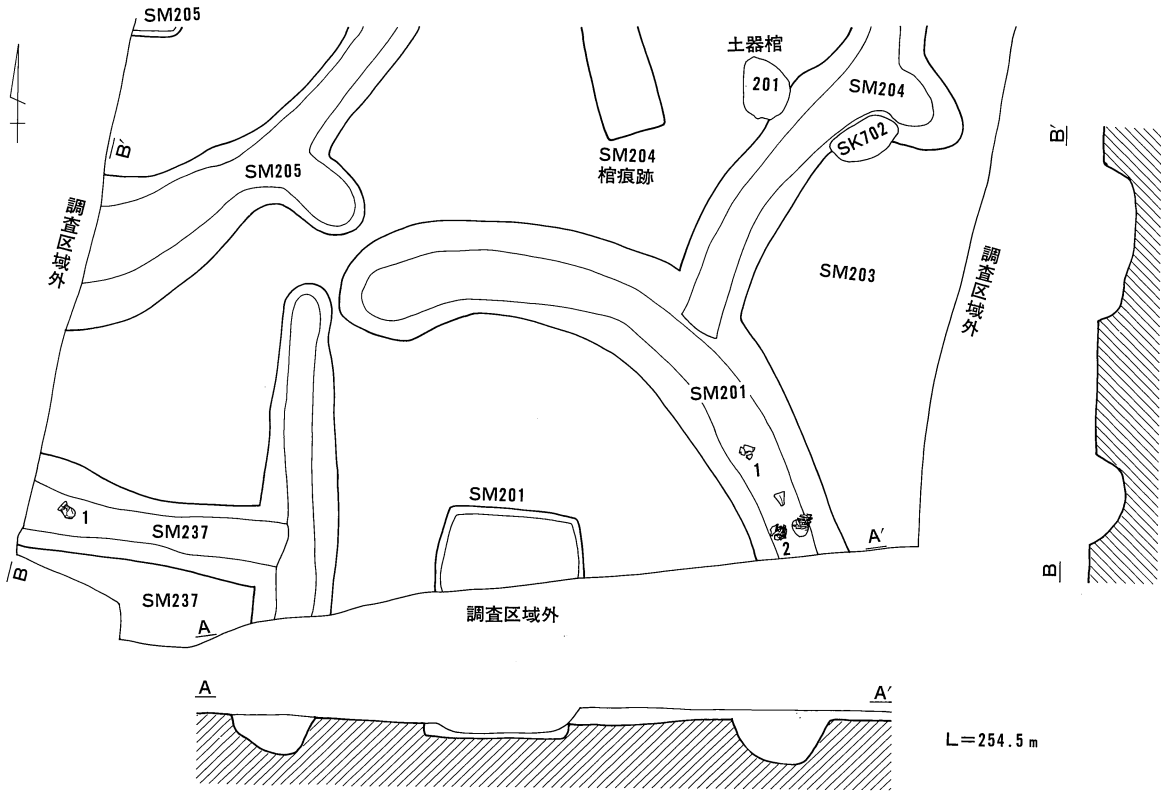 SM205
土器棺
201
SM204
SK702
SM204
棺痕跡
B′
B′
SM205
調査区域外
SM203
調査区域外
SM201
1
SM201
1
SM237
2
A′
B
B
SM237
調査区域外
A
A
A′
L=254.5m